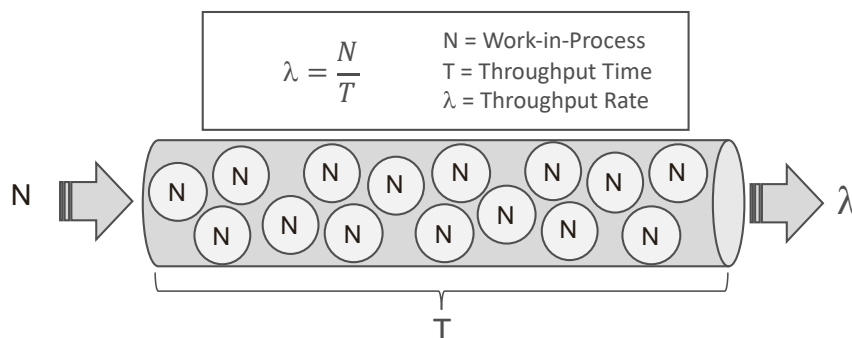 λ = N/T
N = Work-in-Process
T = Throughput Time
λ = Throughput Rate
N
N N N N N N N N
N N N N N N N
λ
T